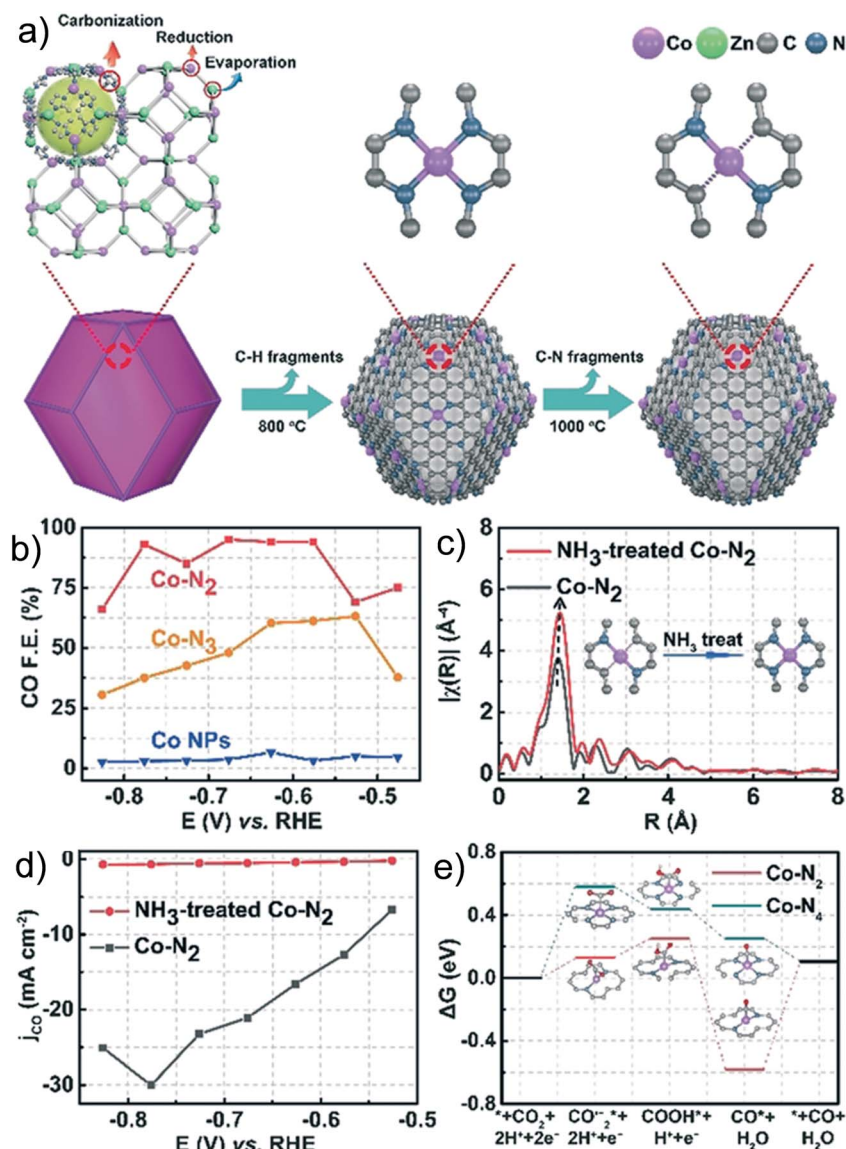 a)
Carbonization
Reduction
Evaporation
Co Zn C N
C-H fragments
800 °C
C-N fragments
1000 °C
b)
100
75
50
25
0
CO F.E. (%)
Co-N₂
Co-N₃
Co NPs
-0.8 -0.7 -0.6 -0.5
E (V) vs. RHE
c)
8
6
4
2
0
|χ(R)| (Å⁻⁴)
NH₃-treated Co-N₂
Co-N₂
NH₃ treat
0 2 4 6 8
R (Å)
d)
0
-10
-20
-30
j_CO (mA cm⁻²)
NH₃-treated Co-N₂
Co-N₂
-0.8 -0.7 -0.6 -0.5
E (V) vs. RHE
e)
0.8
0.4
0.0
-0.4
-0.8
ΔG (eV)
Co-N₂
Co-N₄
*+CO₂+ CO·⁻₂*+ COOH*+ CO*+ *+CO+
2H⁺+2e⁻ 2H⁺+e⁻ H⁺+e⁻ H₂O H₂O